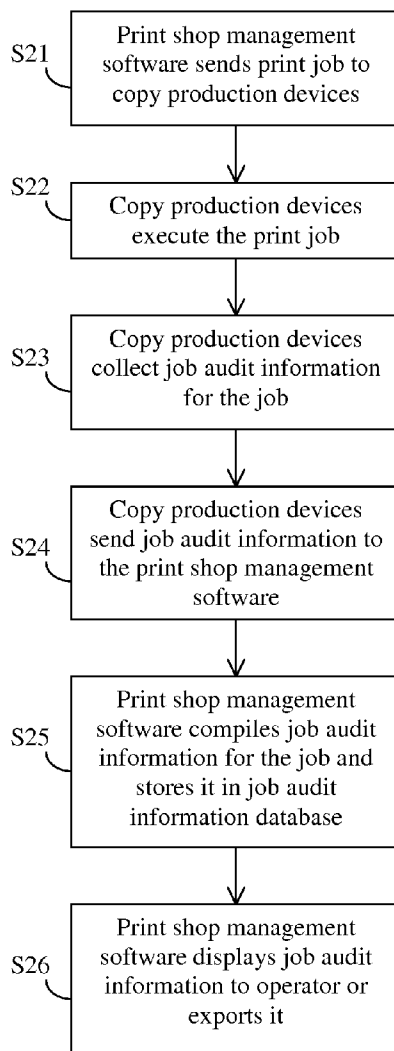 S21
Print shop management
software sends print job to
copy production devices
S22
Copy production devices
execute the print job
S23
Copy production devices
collect job audit information
for the job
S24
Copy production devices
send job audit information to
the print shop management
software
S25
Print shop management
software compiles job audit
information for the job and
stores it in job audit
information database
S26
Print shop management
software displays job audit
information to operator or
exports it